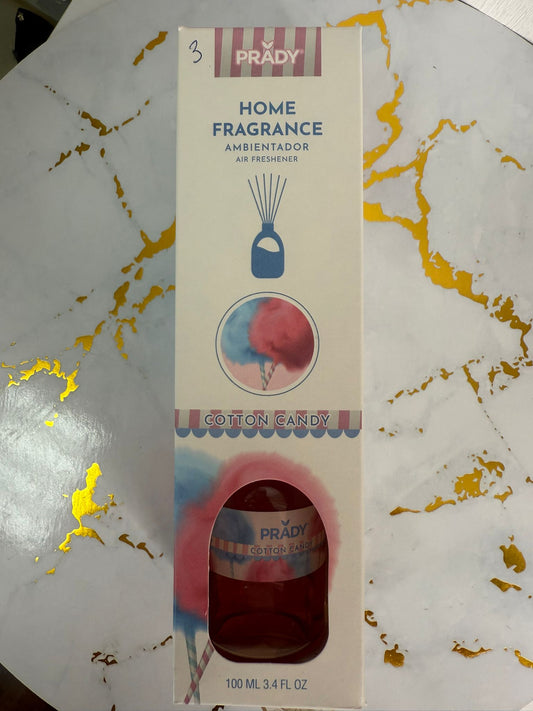 3
PRADY®
HOME
FRAGRANCE
AMBIENTADOR
AIR FRESHENER
COTTON CANDY
PRADY
COTTON CANDY
100 ML 3.4 FL OZ